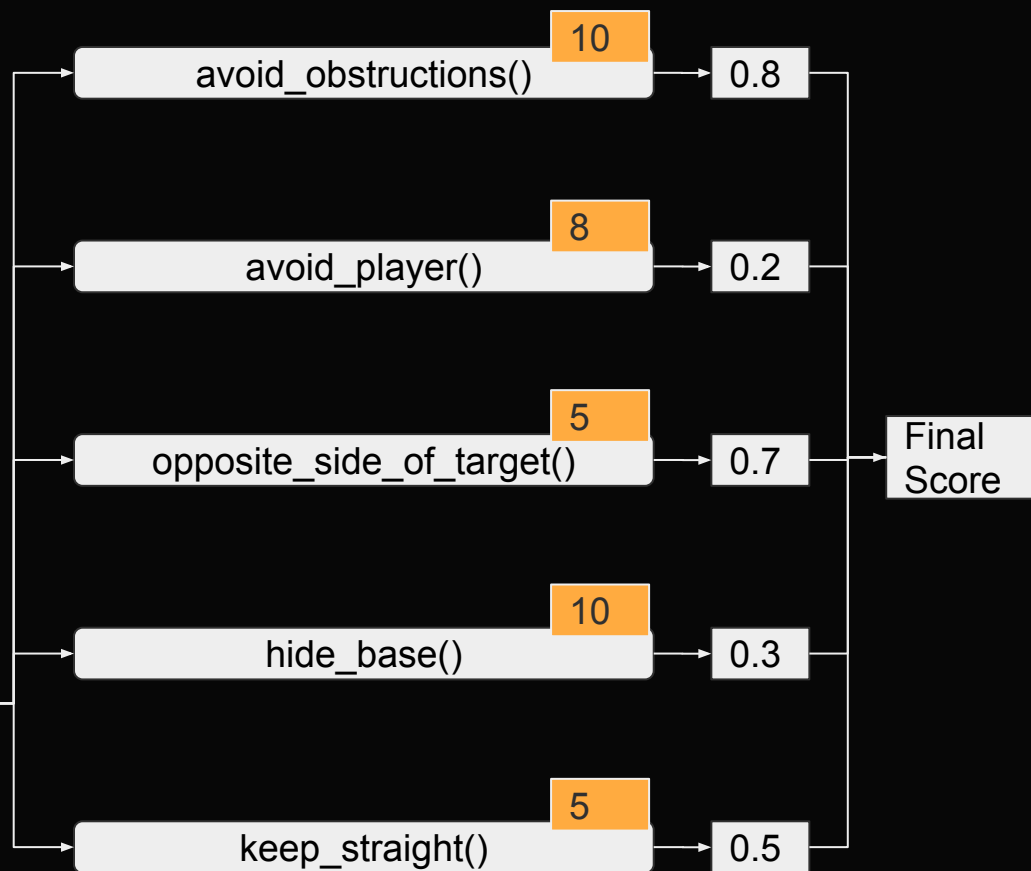 10
avoid_obstructions()
0.8
8
avoid_player()
0.2
5
opposite_side_of_target()
0.7
Final
Score
10
hide_base()
0.3
5
keep_straight()
0.5